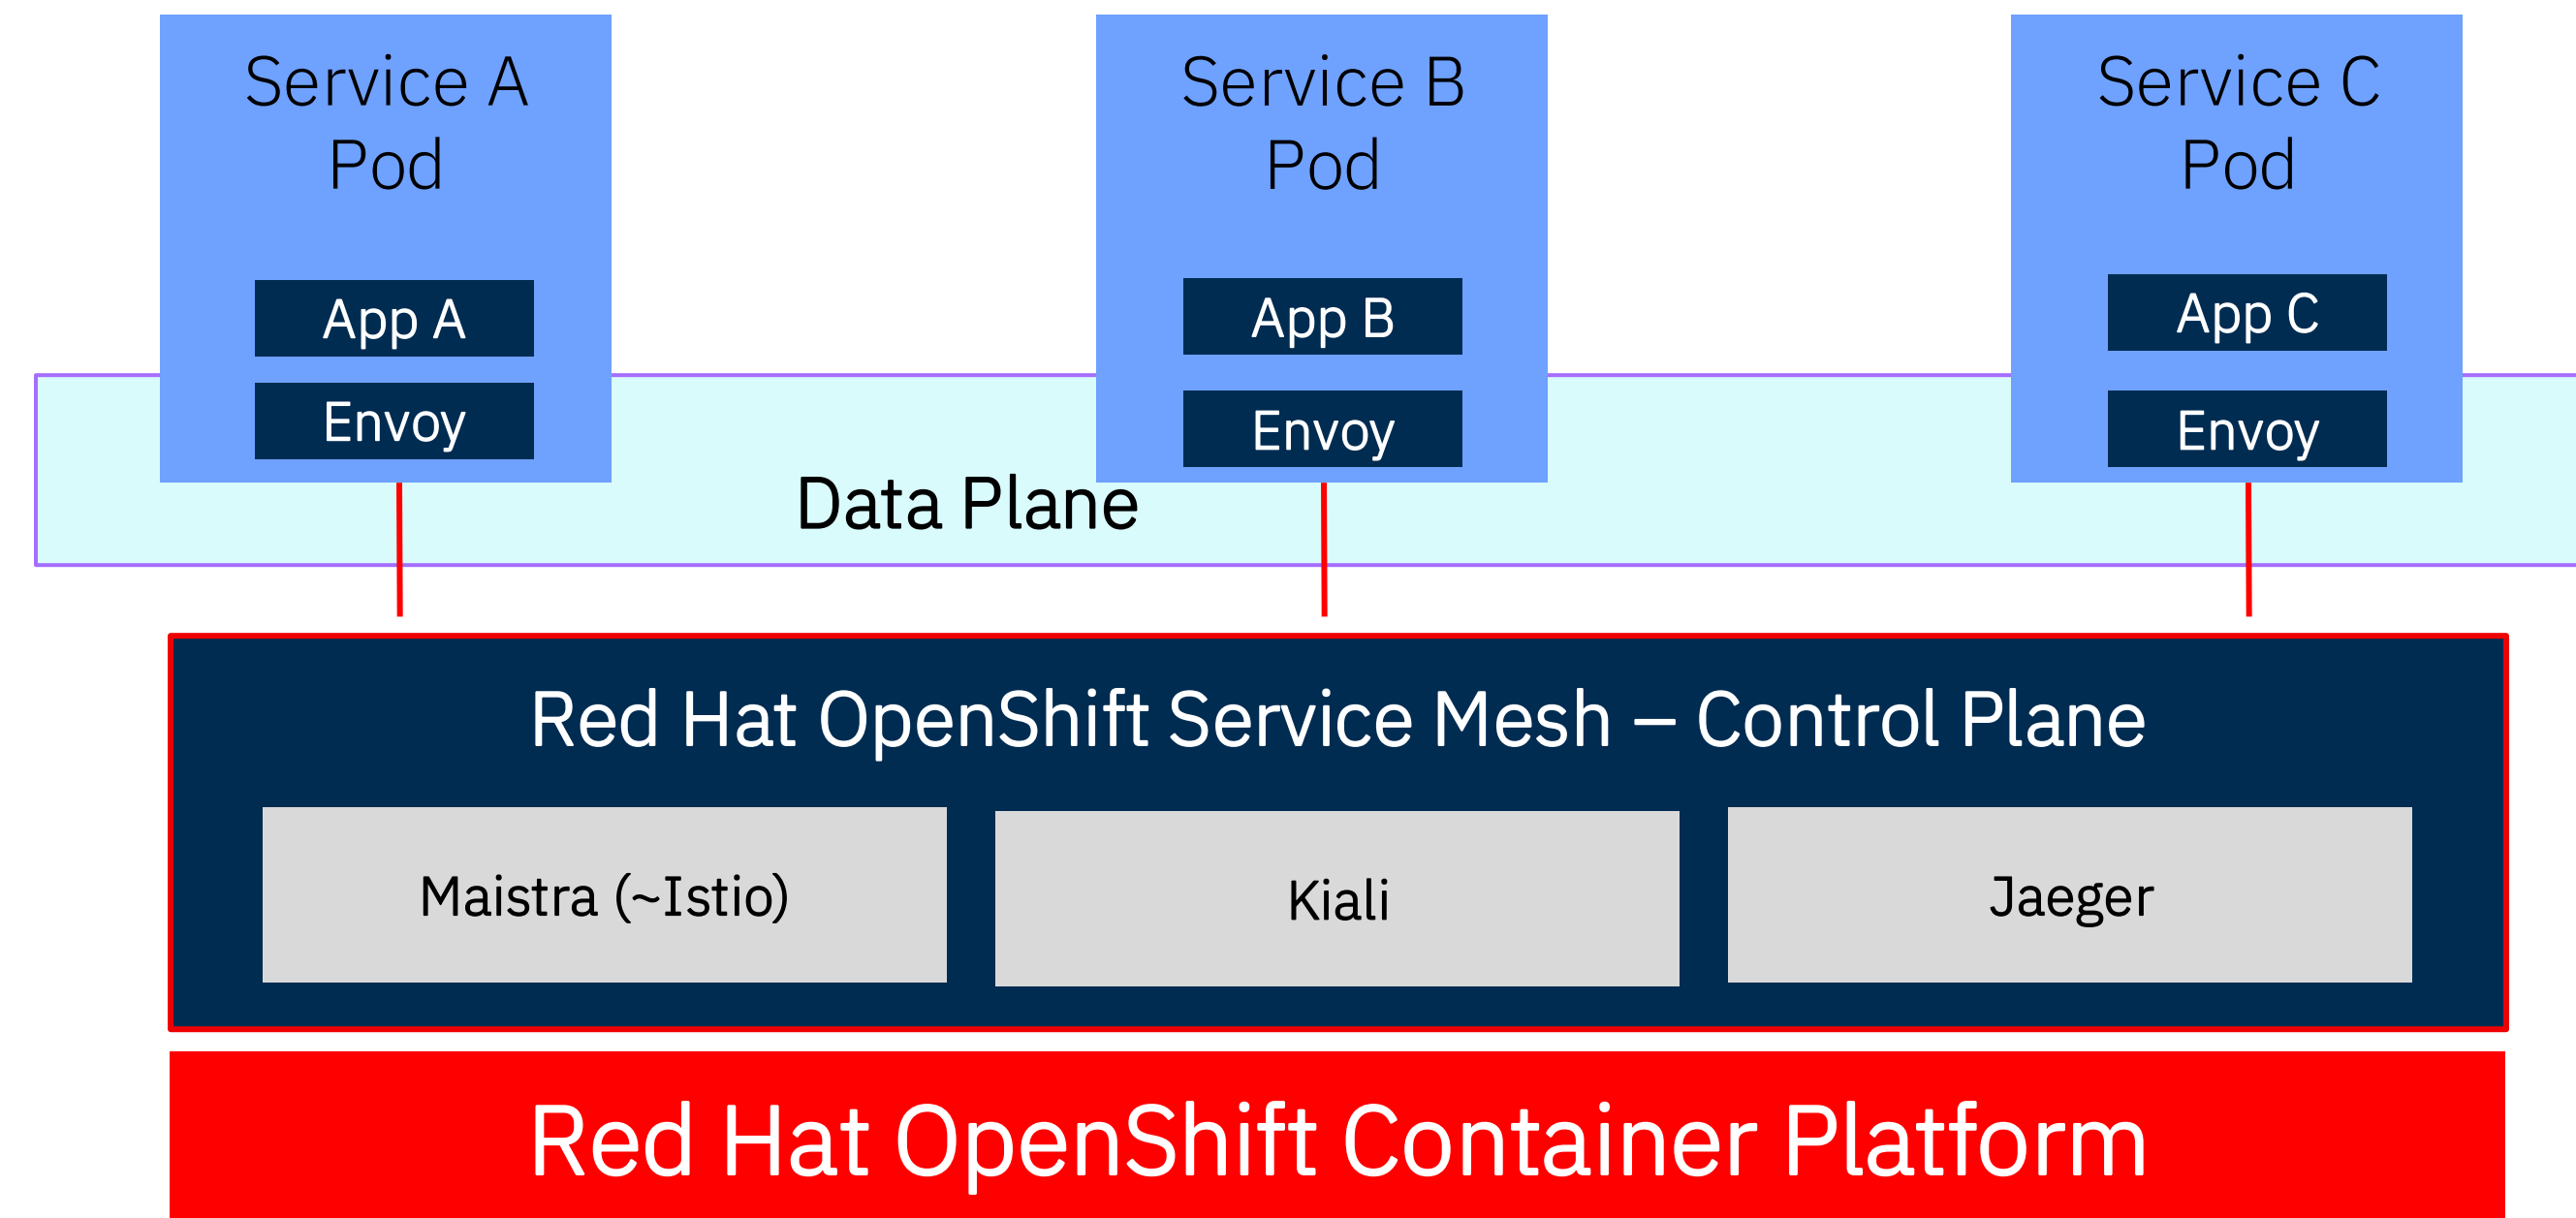 Service A
Pod
App A
Envoy
Service B
Pod
App B
Envoy
Service C
Pod
App C
Envoy
Data Plane
Red Hat OpenShift Service Mesh – Control Plane
Maistra (~Istio)
Kiali
Jaeger
Red Hat OpenShift Container Platform